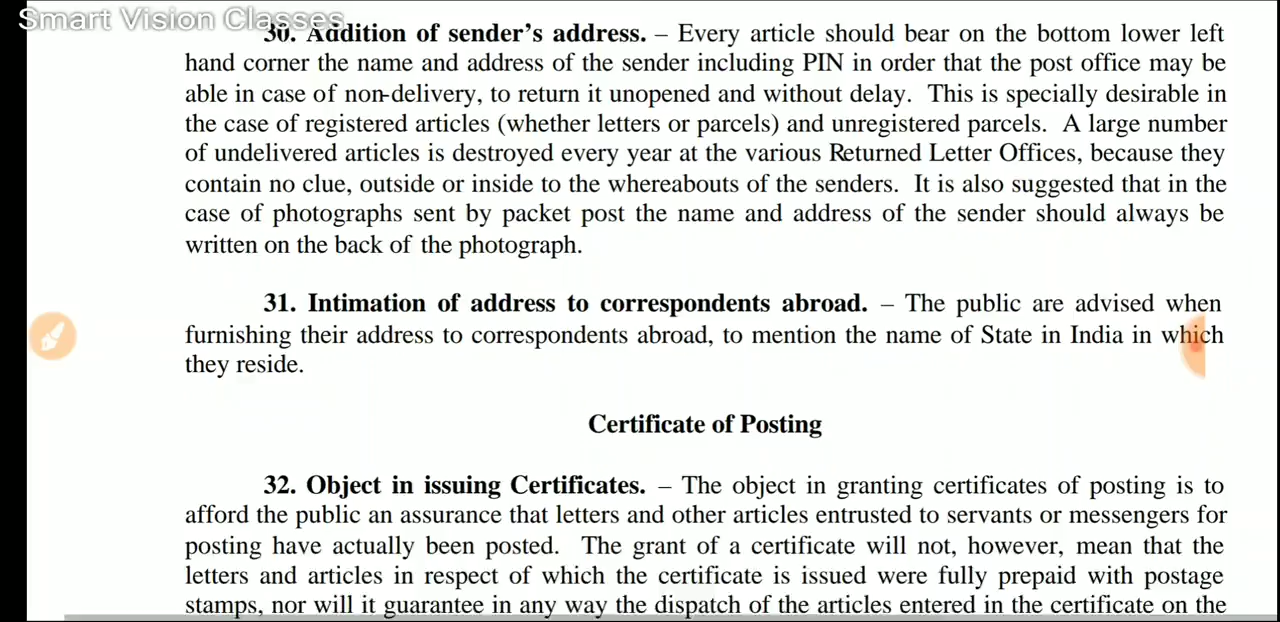 Smart Vision Classes
30. Addition of sender's address. – Every article should bear on the bottom lower left
hand corner the name and address of the sender including PIN in order that the post office may be
able in case of non-delivery, to return it unopened and without delay. This is specially desirable in
the case of registered articles (whether letters or parcels) and unregistered parcels. A large number
of undelivered articles is destroyed every year at the various Returned Letter Offices, because they
contain no clue, outside or inside to the whereabouts of the senders. It is also suggested that in the
case of photographs sent by packet post the name and address of the sender should always be
written on the back of the photograph.
31. Intimation of address to correspondents abroad. – The public are advised when
furnishing their address to correspondents abroad, to mention the name of State in India in which
they reside.
Certificate of Posting
32. Object in issuing Certificates. – The object in granting certificates of posting is to
afford the public an assurance that letters and other articles entrusted to servants or messengers for
posting have actually been posted. The grant of a certificate will not, however, mean that the
letters and articles in respect of which the certificate is issued were fully prepaid with postage
stamps, nor will it guarantee in any way the dispatch of the articles entered in the certificate on the